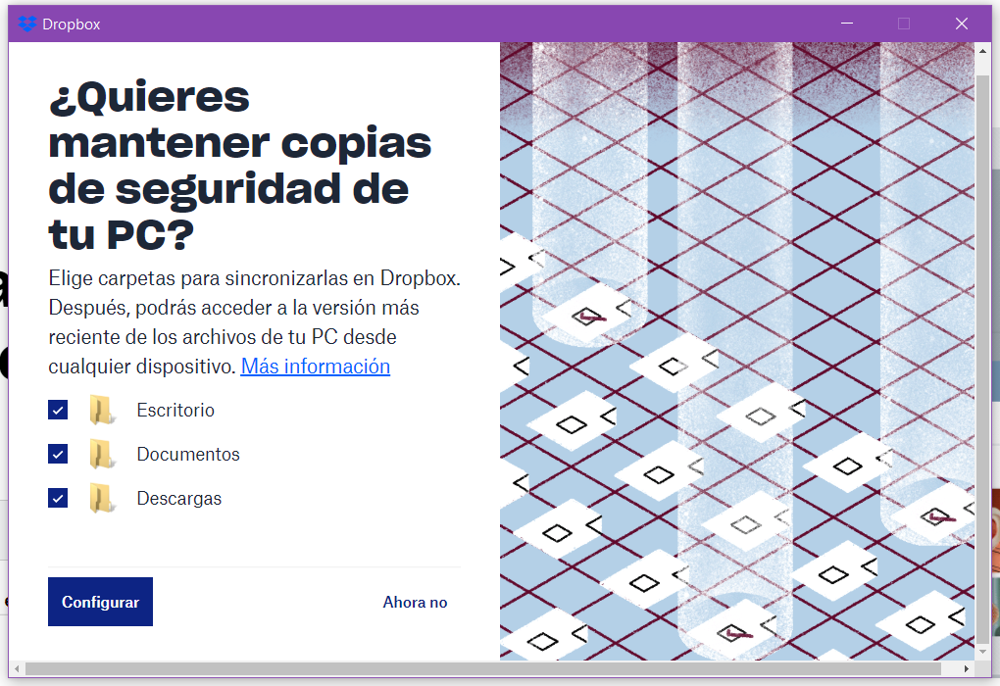 Dropbox
¿Quieres
mantener copias
de seguridad de
tu PC?
Elige carpetas para sincronizarlas en Dropbox.
Después, podrás acceder a la versión más
reciente de los archivos de tu PC desde
cualquier dispositivo. Más información
Escritorio
Documentos
Descargas
Configurar
Ahora no